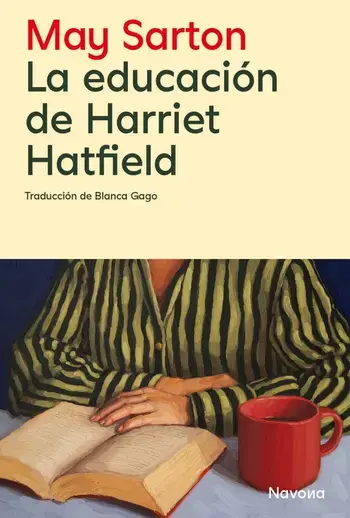 May Sarton
La educación
de Harriet
Hatfield
Traducción de Blanca Gago
Navona